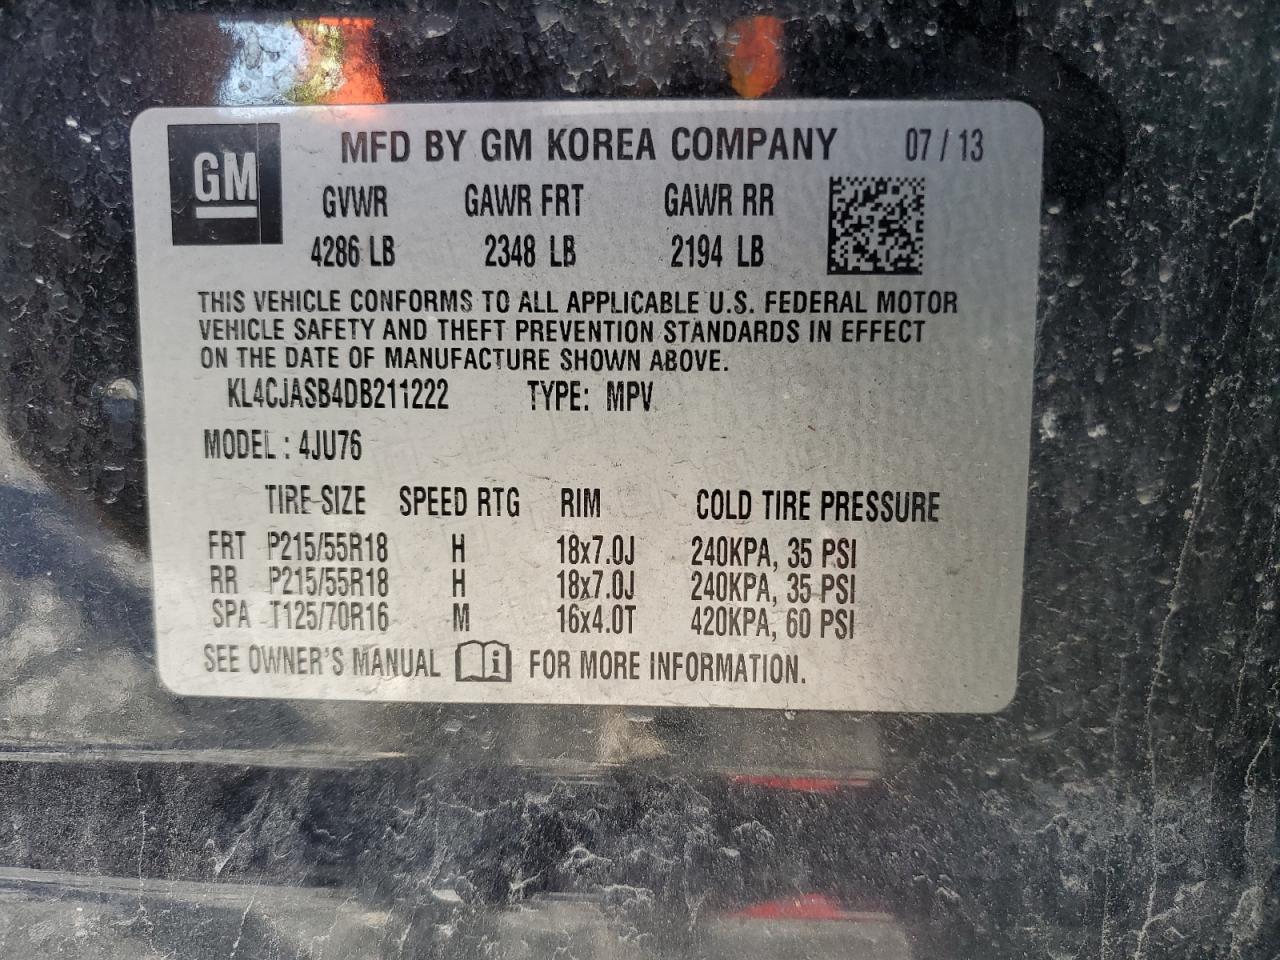 GM MFD BY GM KOREA COMPANY 07 / 13
GVWR GAWR FRT GAWR RR
4286 LB 2348 LB 2194 LB
THIS VEHICLE CONFORMS TO ALL APPLICABLE U.S. FEDERAL MOTOR
VEHICLE SAFETY AND THEFT PREVENTION STANDARDS IN EFFECT
ON THE DATE OF MANUFACTURE SHOWN ABOVE.
KL4CJASB4DB211222 TYPE: MPV
MODEL : 4JU76
TIRE SIZE SPEED RTG RIM COLD TIRE PRESSURE
FRT P215/55R18 H 18x7.0J 240KPA, 35 PSI
RR P215/55R18 H 18x7.0J 240KPA, 35 PSI
SPA T125/70R16 M 16x4.0T 420KPA, 60 PSI
SEE OWNER'S MANUAL i FOR MORE INFORMATION.